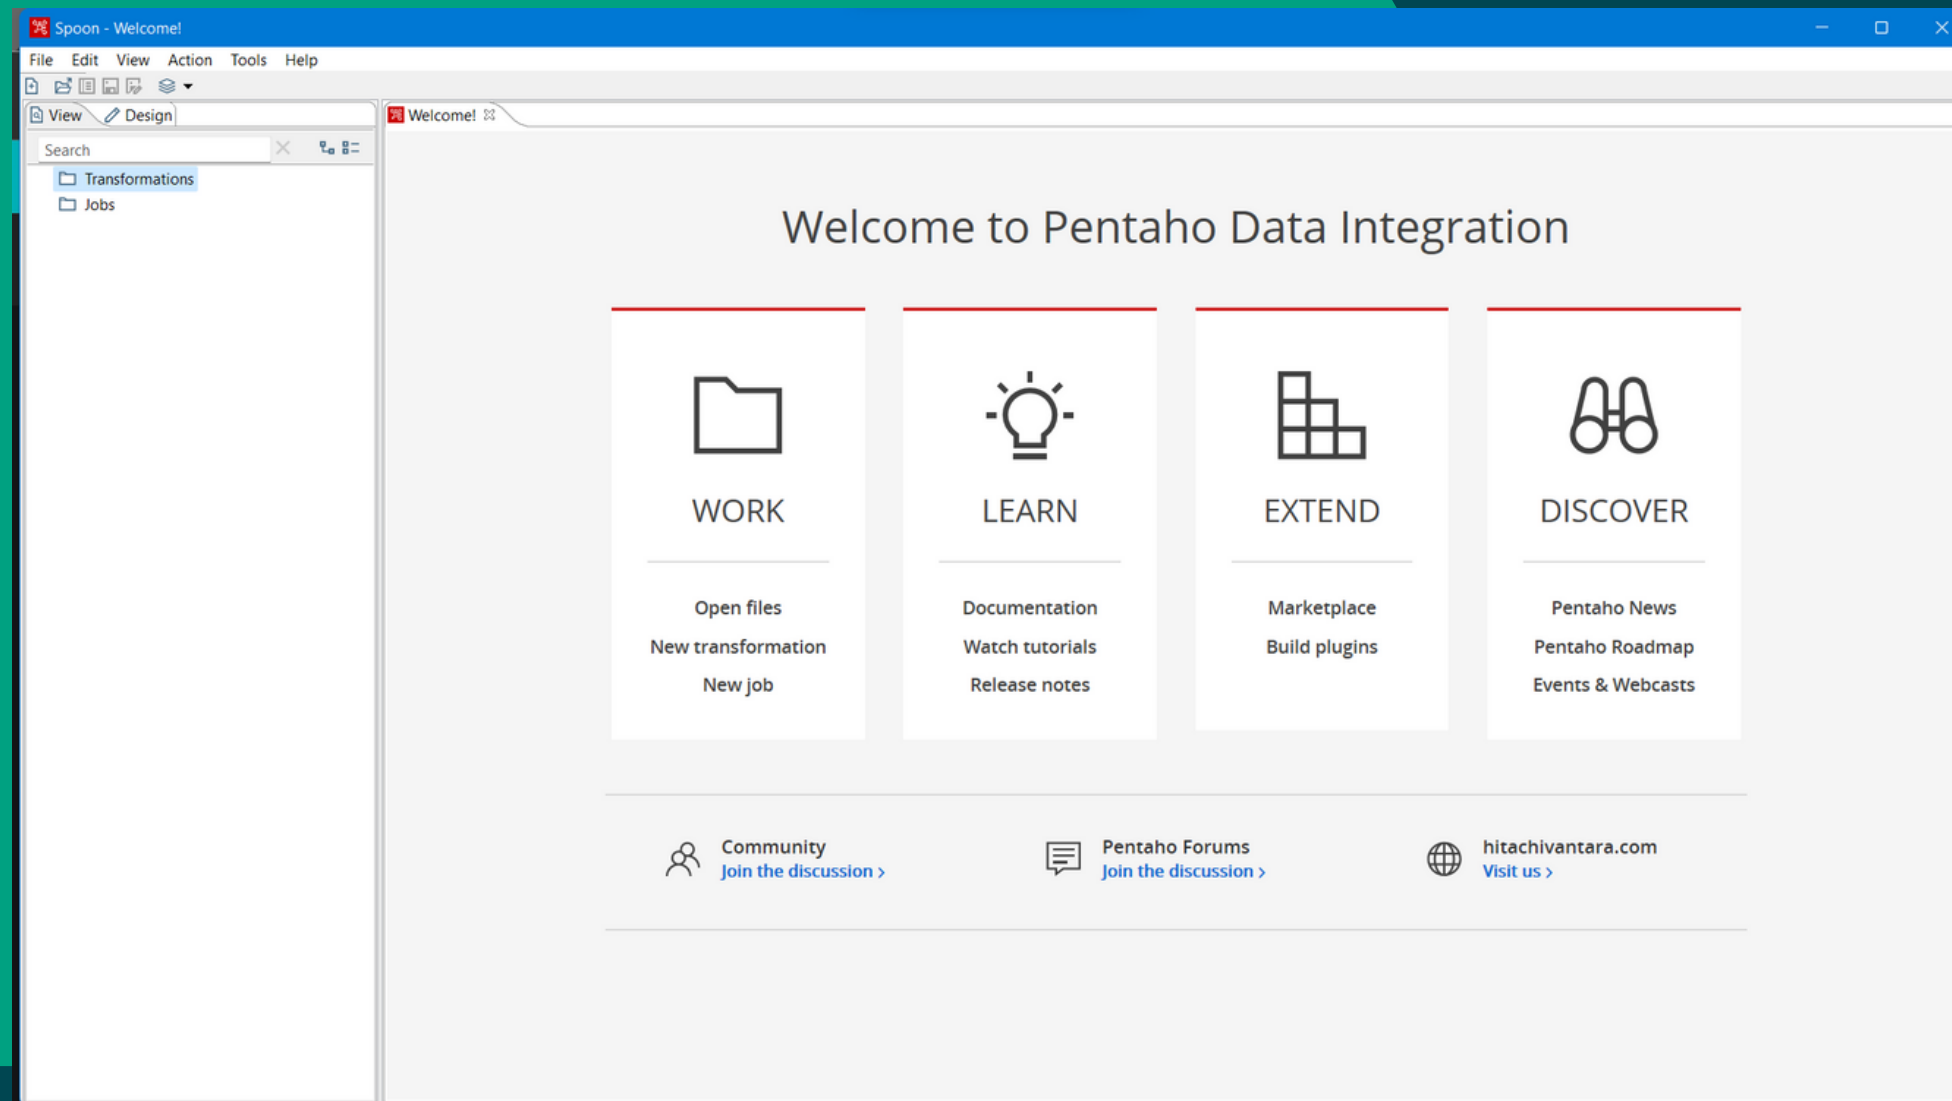 Spoon - Welcome!
File Edit View Action Tools Help
View Design
Welcome!
Search
Transformations
Jobs
Welcome to Pentaho Data Integration
WORK
Open files
New transformation
New job
LEARN
Documentation
Watch tutorials
Release notes
EXTEND
Marketplace
Build plugins
DISCOVER
Pentaho News
Pentaho Roadmap
Events & Webcasts
Community
Join the discussion >
Pentaho Forums
Join the discussion >
hitachivantara.com
Visit us >